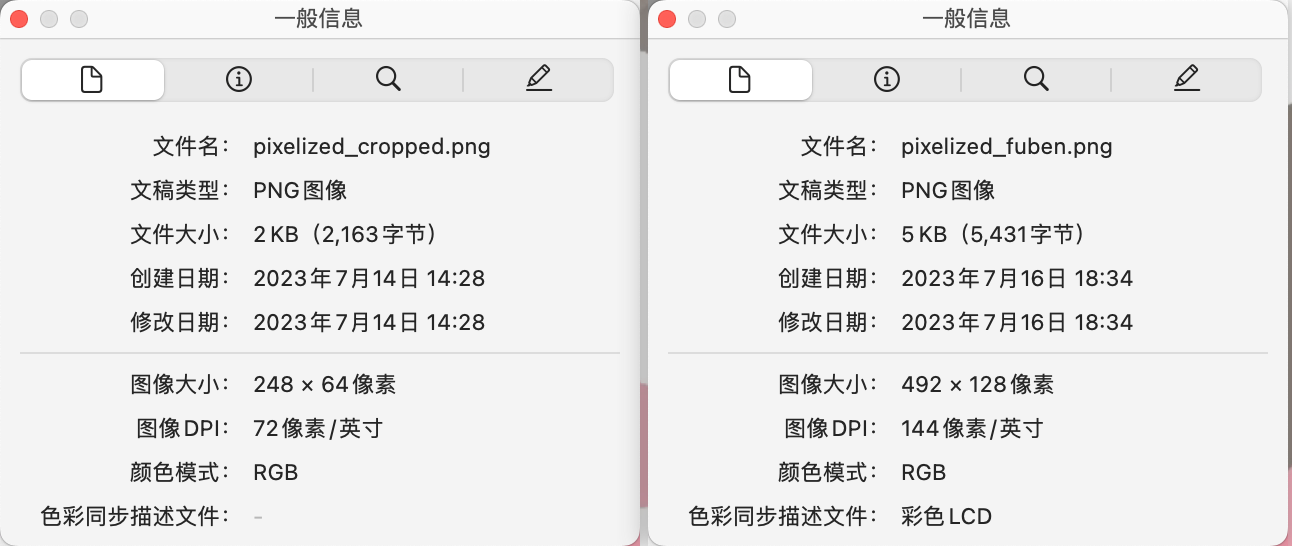 一般信息
文件名： pixelized_cropped.png
文稿类型： PNG图像
文件大小： 2 KB（2,163字节）
创建日期： 2023年7月14日 14:28
修改日期： 2023年7月14日 14:28
图像大小： 248 × 64像素
图像DPI： 72像素/英寸
颜色模式： RGB
色彩同步描述文件： -
一般信息
文件名： pixelized_fuben.png
文稿类型： PNG图像
文件大小： 5 KB（5,431字节）
创建日期： 2023年7月16日 18:34
修改日期： 2023年7月16日 18:34
图像大小： 492 × 128像素
图像DPI： 144像素/英寸
颜色模式： RGB
色彩同步描述文件： 彩色LCD